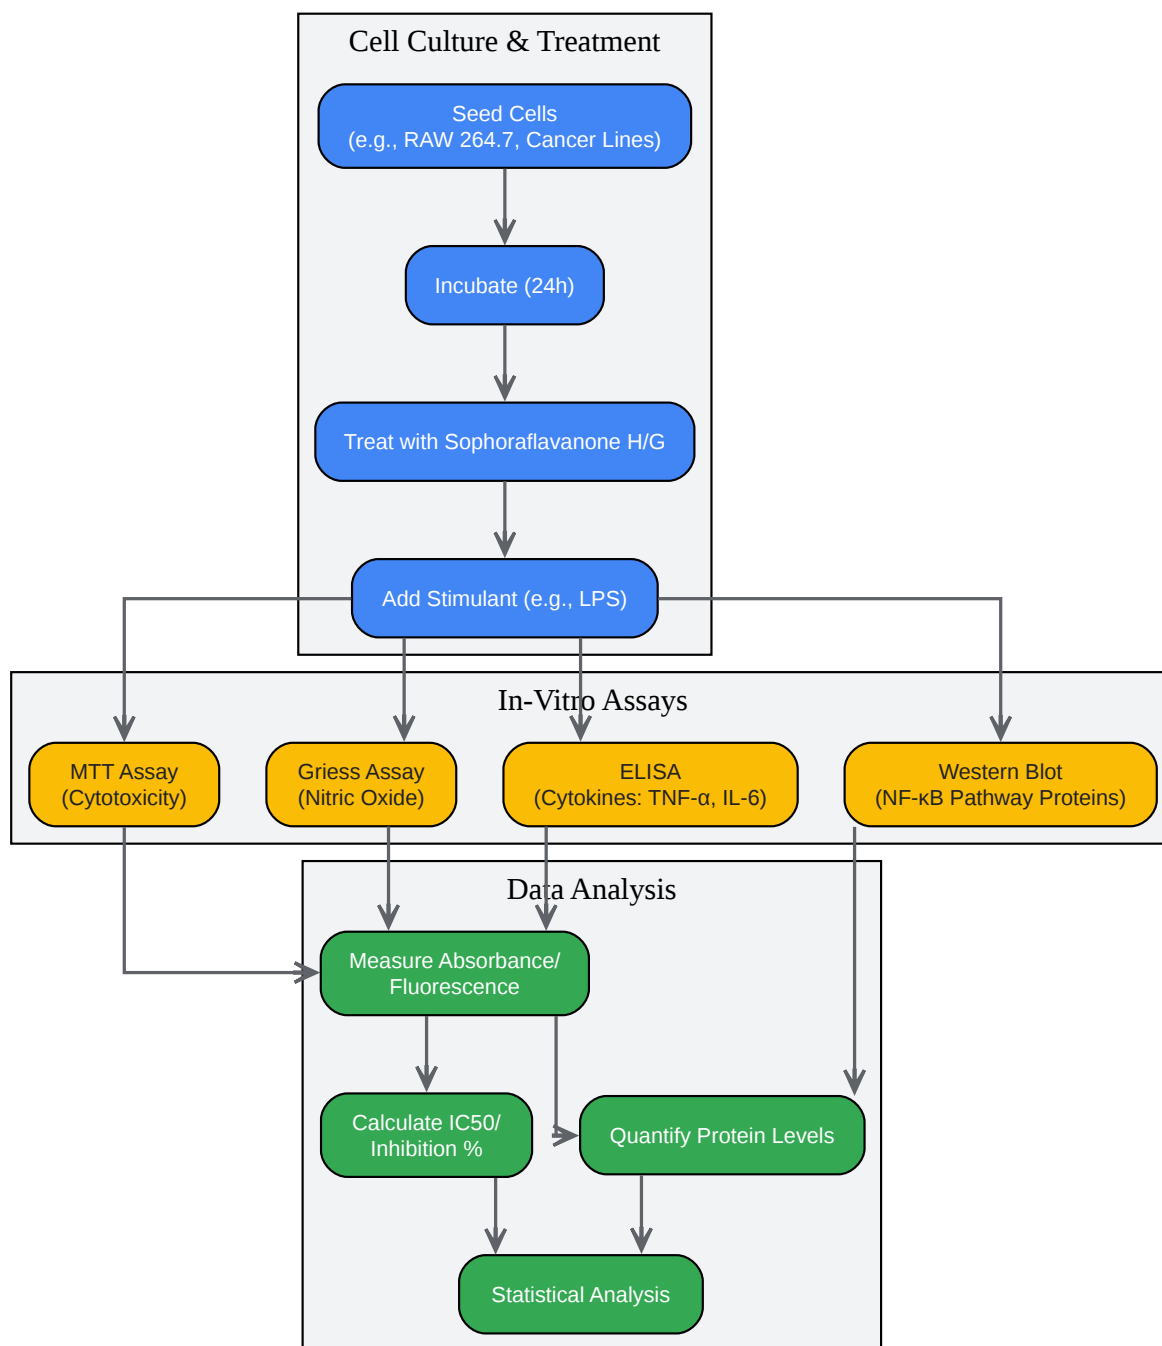 Cell Culture & Treatment
Seed Cells
(e.g., RAW 264.7, Cancer Lines)
Incubate (24h)
Treat with Sophoraflavanone H/G
Add Stimulant (e.g., LPS)
In-Vitro Assays
MTT Assay
(Cytotoxicity)
Griess Assay
(Nitric Oxide)
ELISA
(Cytokines: TNF-α, IL-6)
Western Blot
(NF-κB Pathway Proteins)
Data Analysis
Measure Absorbance/
Fluorescence
Calculate IC50/
Inhibition %
Quantify Protein Levels
Statistical Analysis